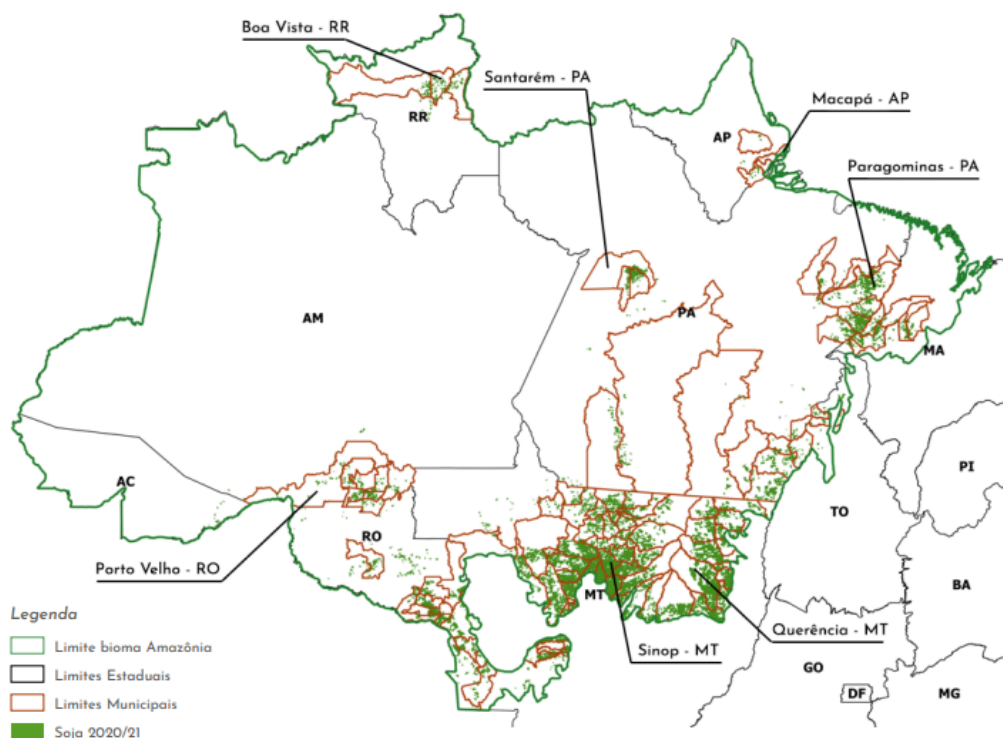 Boa Vista - RR
Santarém - PA
Macapá - AP
RR
AP
Paragominas - PA
AM
PA
MA
AC
PI
TO
RO
Porto Velho - RO
BA
MT
Legenda
Limite bioma Amazônia
Querência - MT
Sinop - MT
Limites Estaduais
GO
DF
MG
Limites Municipais
Soja 2020/21